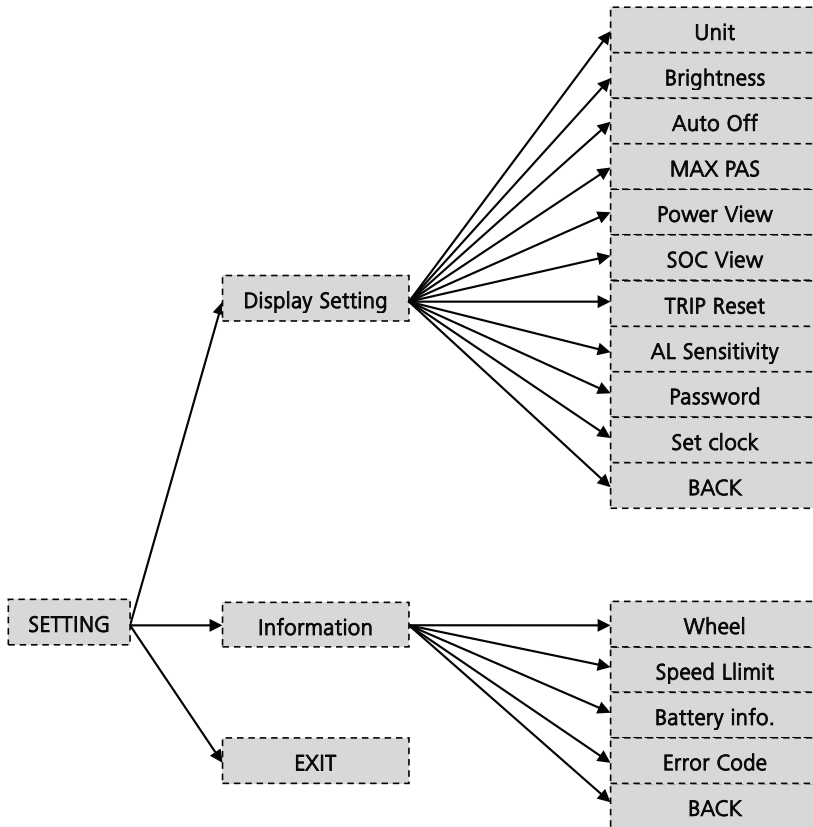 Unit
Brightness
Auto Off
MAX PAS
Power View
SOC View
Display Setting
TRIP Reset
AL Sensitivity
Password
Set clock
BACK
SETTING
Information
Wheel
Speed Llimit
Battery info.
EXIT
Error Code
BACK